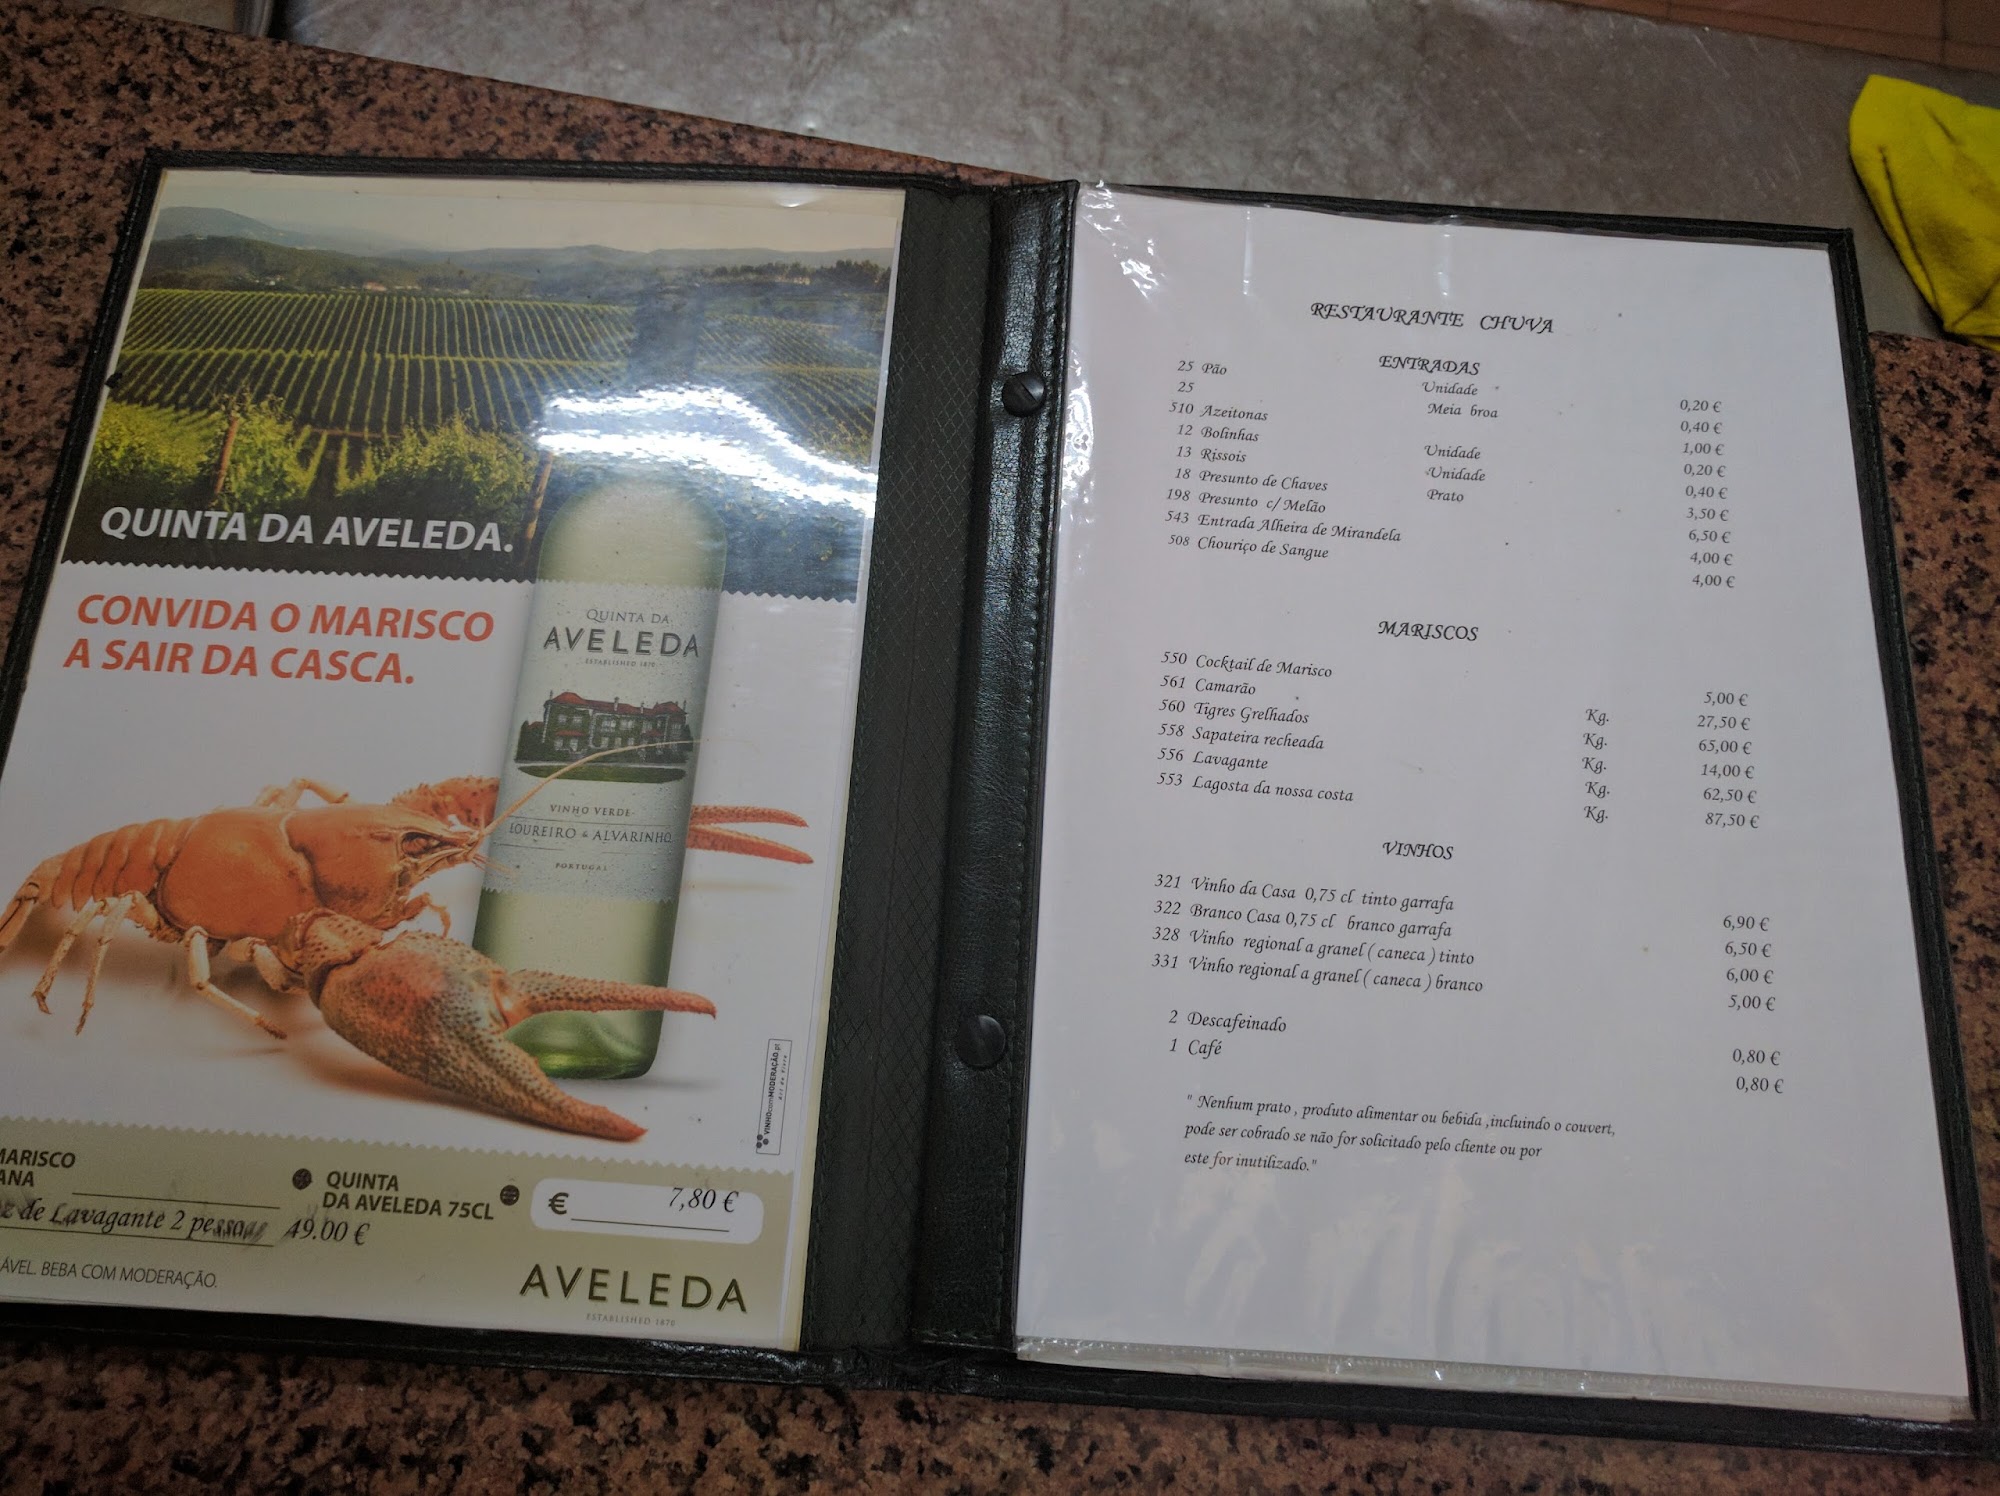 QUINTA DA AVELEDA.
CONVIDA O MARISCO
A SAIR DA CASCA.
QUINTA DA
AVELEDA
ESTABLISHED 1870
VINHO VERDE
LOUREIRO & ALVARINHO
PORTUGAL
VINHOcomMODERAÇÃO.pt
MARISCO
ANA
QUINTA
DA AVELEDA 75CL
€ 7,80 €
z de Lavagante 2 pessoas 49.00 €
ÁVEL. BEBA COM MODERAÇÃO.
AVELEDA
ESTABLISHED 1870
RESTAURANTE CHUVA
ENTRADAS
25 Pão Unidade 0,20 €
25 Meia broa 0,40 €
510 Azeitonas 1,00 €
12 Bolinhas Unidade 0,20 €
13 Rissois Unidade 0,40 €
18 Presunto de Chaves Prato 3,50 €
198 Presunto c/ Melão 6,50 €
543 Entrada Alheira de Mirandela 4,00 €
508 Chouriço de Sangue 4,00 €
MARISCOS
550 Cocktail de Marisco 5,00 €
561 Camarão Kg. 27,50 €
560 Tigres Grelhados Kg. 65,00 €
558 Sapateira recheada Kg. 14,00 €
556 Lavagante Kg. 62,50 €
553 Lagosta da nossa costa Kg. 87,50 €
VINHOS
321 Vinho da Casa 0,75 cl tinto garrafa 6,90 €
322 Branco Casa 0,75 cl branco garrafa 6,50 €
328 Vinho regional a granel ( caneca ) tinto 6,00 €
331 Vinho regional a granel ( caneca ) branco 5,00 €
2 Descafeinado 0,80 €
1 Café 0,80 €
" Nenhum prato , produto alimentar ou bebida ,incluindo o couvert,
pode ser cobrado se não for solicitado pelo cliente ou por
este for inutilizado."